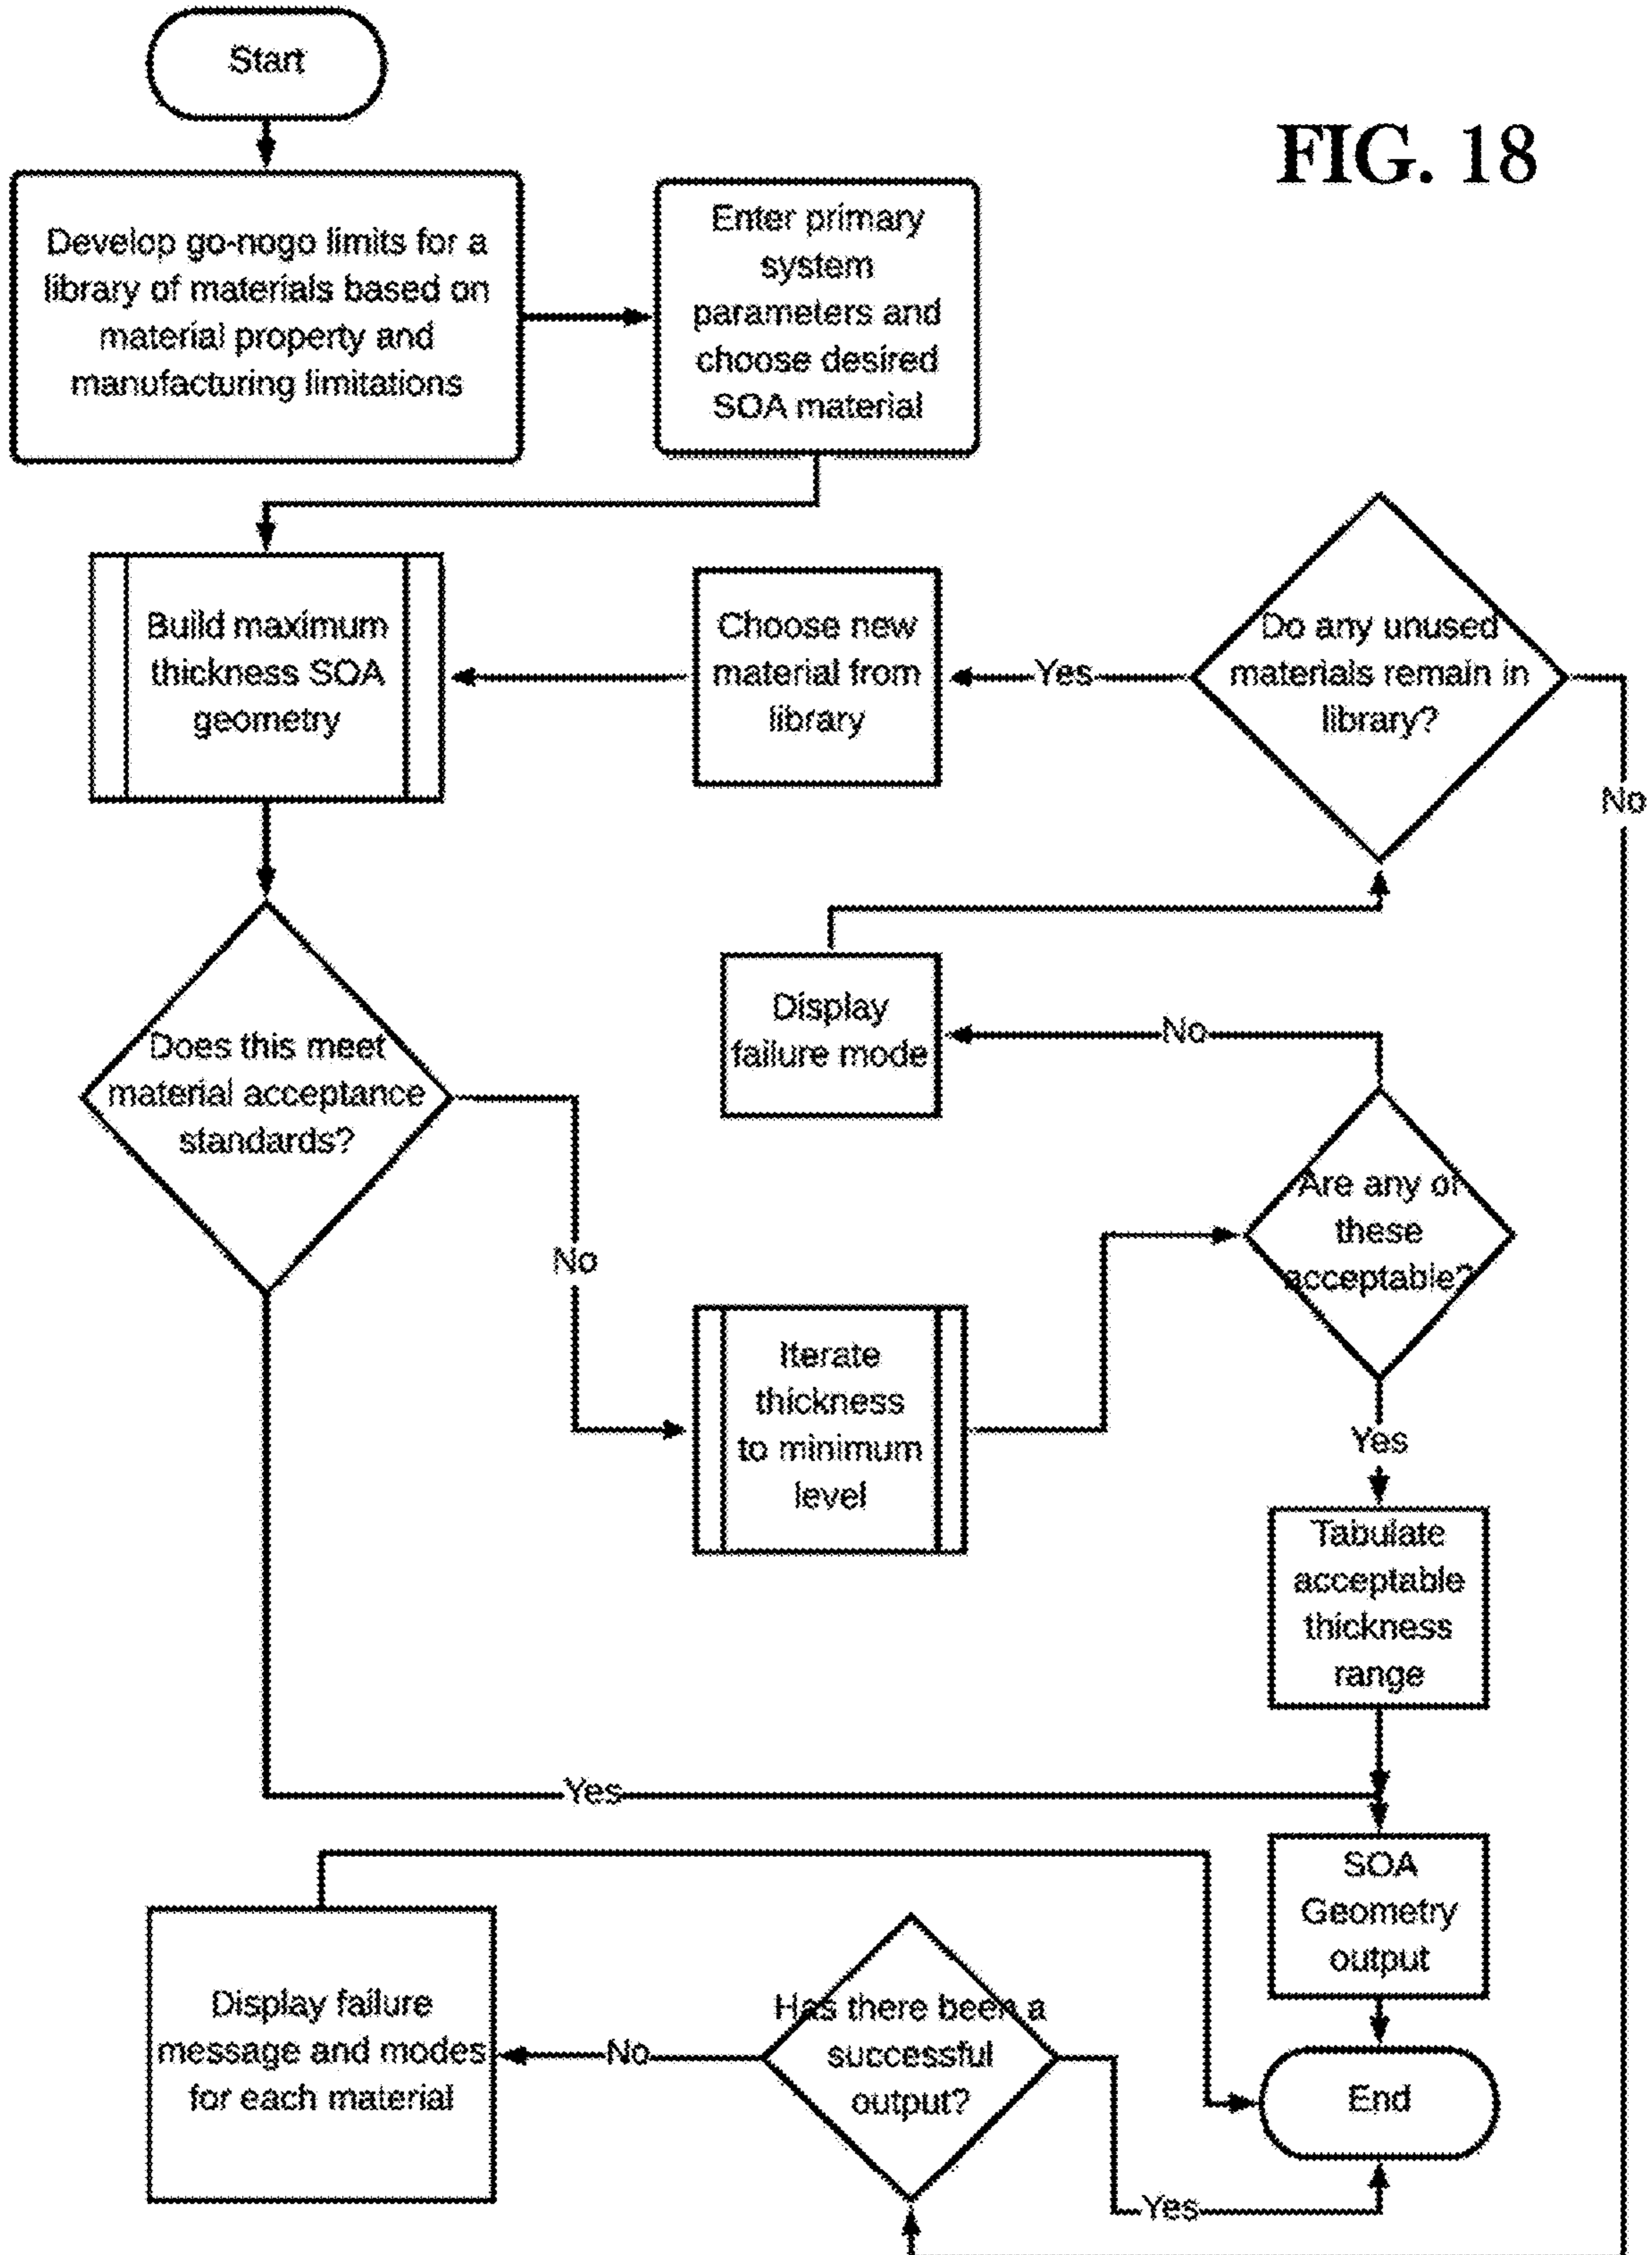 Start
FIG. 18
Develop go-nogo limits for a
library of materials based on
material property and
manufacturing limitations
Enter primary
system
parameters and
choose desired
SOA material
Build maximum
thickness SOA
geometry
Choose new
material from
library
Yes
Do any unused
materials remain in
library?
No
Does this meet
material acceptance
standards?
Display
failure mode
No
Are any of
these
acceptable?
No
Iterate
thickness
to minimum
level
Yes
Tabulate
acceptable
thickness
range
Yes
SOA
Geometry
output
Display failure
message and modes
for each material
No
Has there been a
successful
output?
End
Yes